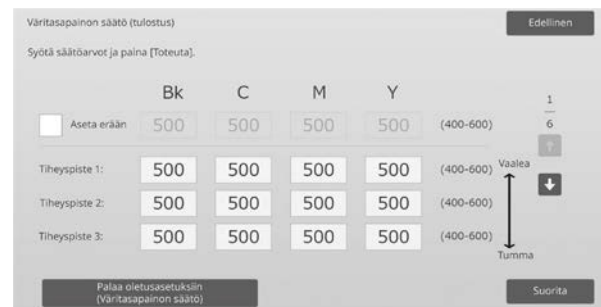 Väritasapainon säätö (tulostus)
Edellinen
Syötä säätöarvot ja paina [Toteuta].
Bk C M Y
1
6
Aseta erään 500 500 500 500 (400-600)
Tiheyspiste 1: 500 500 500 500 (400-600) Vaalea
Tiheyspiste 2: 500 500 500 500 (400-600)
Tiheyspiste 3: 500 500 500 500 (400-600)
Tumma
Palaa oletusasetuksiin
(Väritasapainon säätö)
Suorita